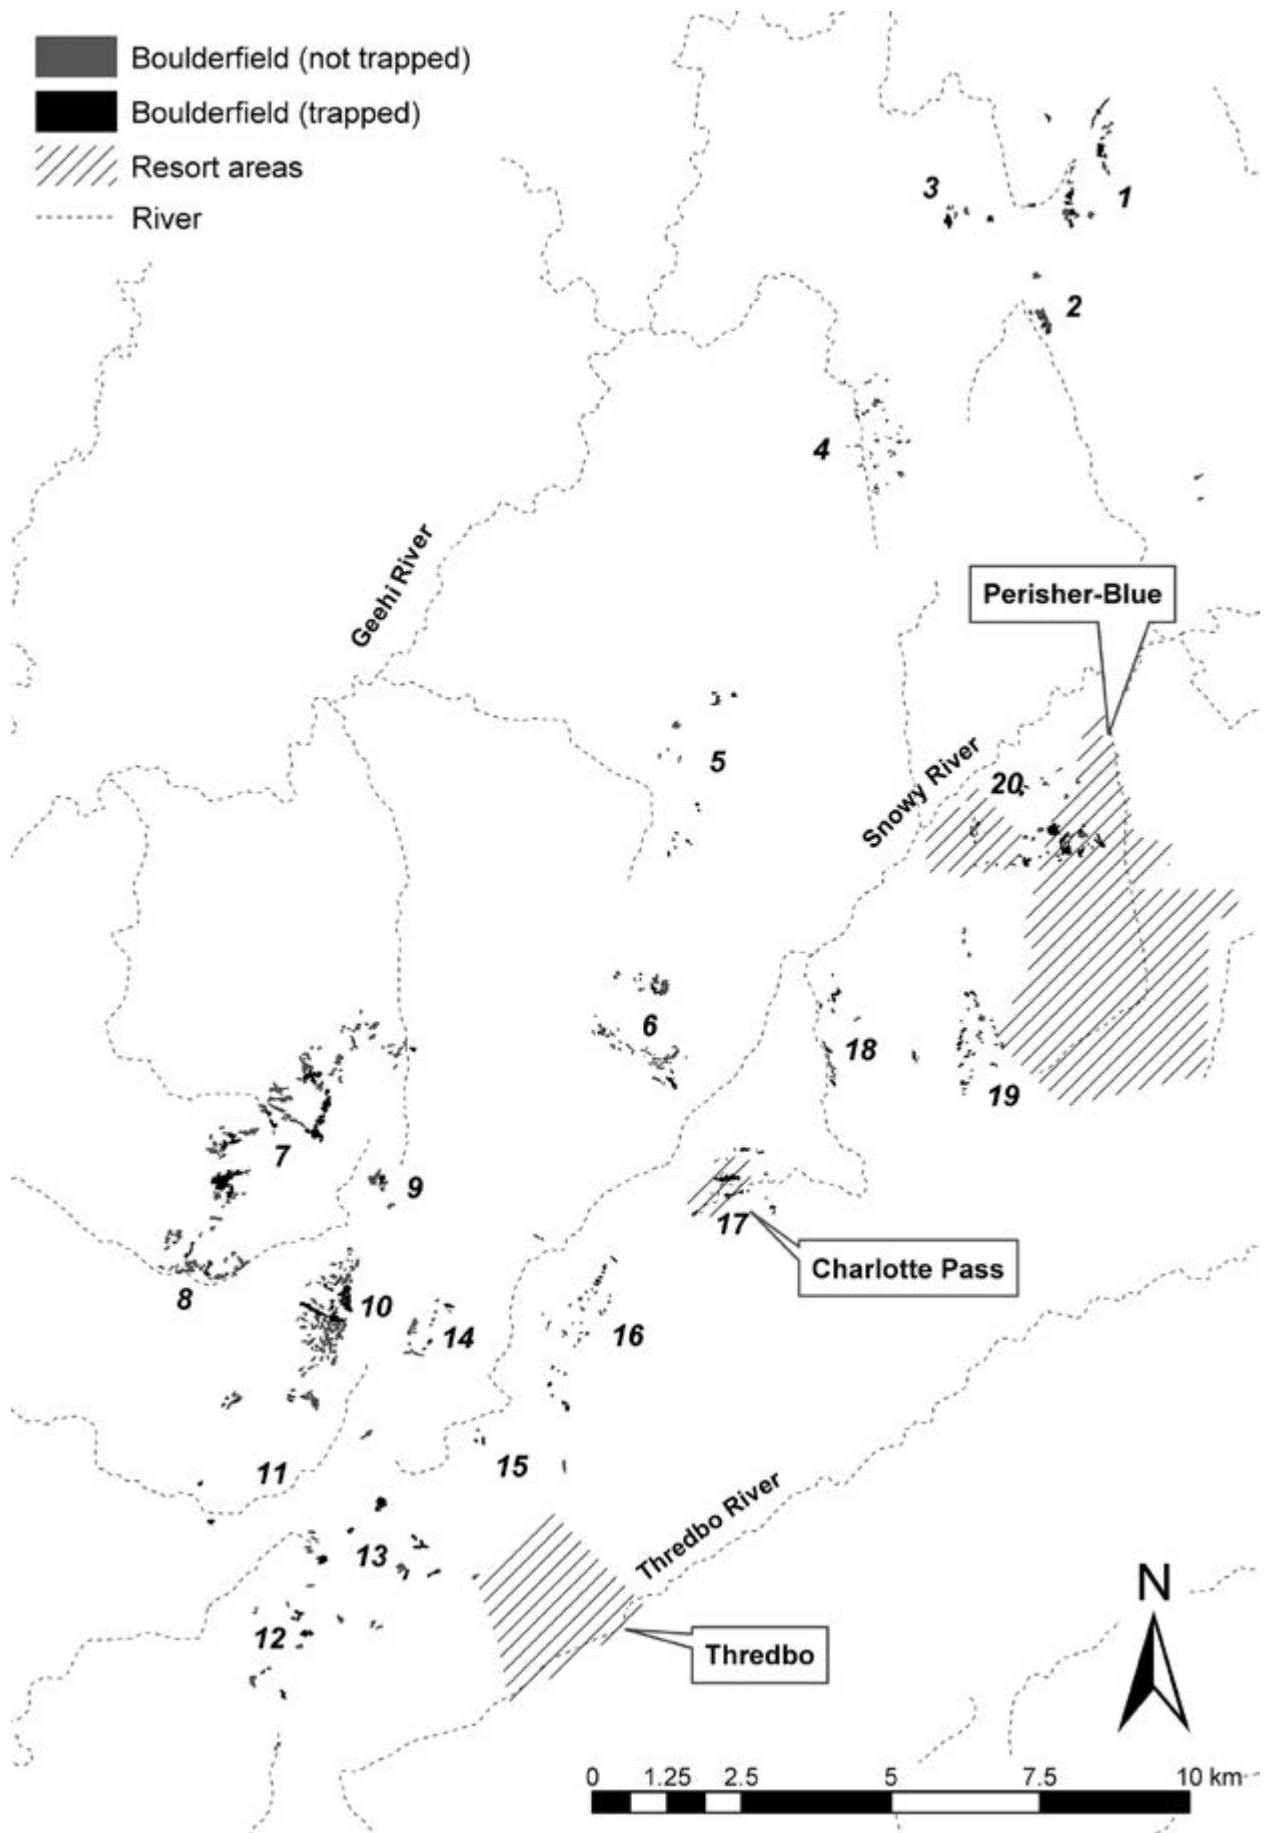 Boulderfield (not trapped)
Boulderfield (trapped)
Resort areas
River
3
1
2
4
Geehi River
Perisher-Blue
5
Snowy River
20
6
18
19
7
9
17
Charlotte Pass
8
10
14
16
11
15
Thredbo River
13
N
12
Thredbo
0 1.25 2.5 5 7.5 10 km